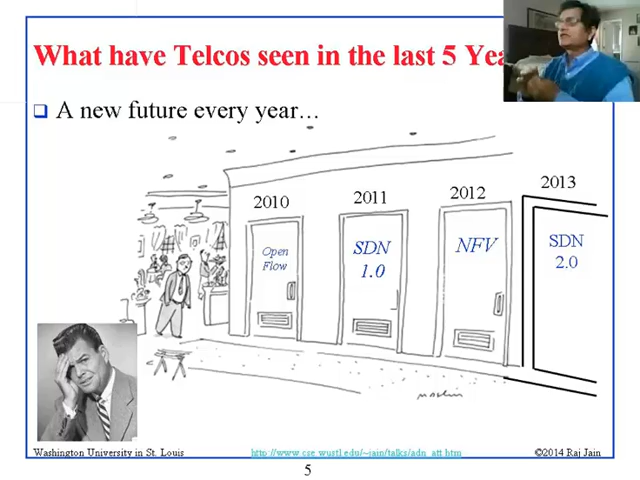 What have Telcos seen in the last 5
A new future every year...
2010
2011
2012
2013
Open
Flow
SDN
1.0
NFV
SDN
2.0
Washington University in St. Louis
http://www.cse.wustl.edu/~jain/talks/adn_att.htm
©2014 Raj Jain
5